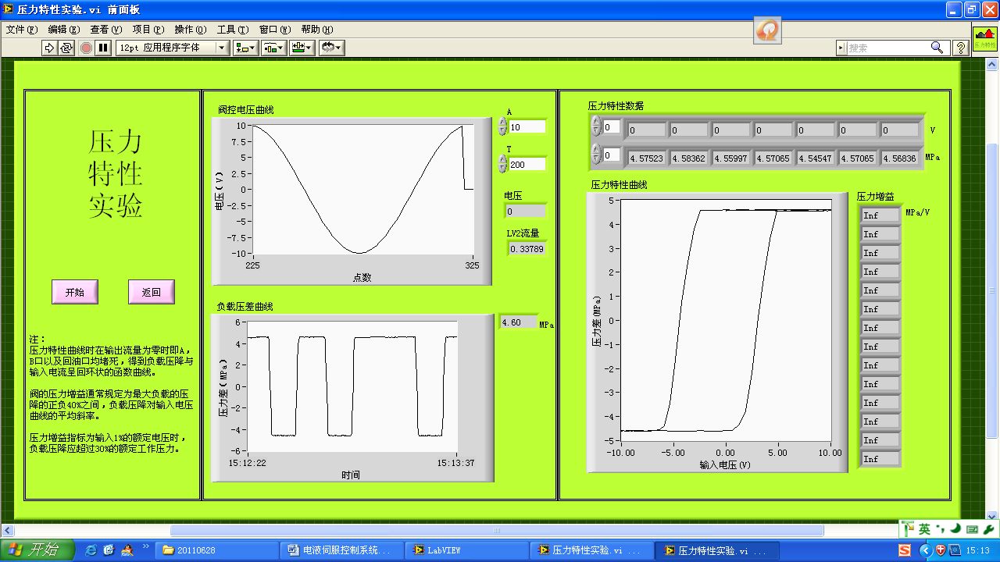 压力特性实验.vi 前面板
文件(F) 编辑(E) 查看(V) 项目(P) 操作(O) 工具(T) 窗口(W) 帮助(H)
12pt 应用程序字体
搜索
压力特性
压力
特性
实验
开始 返回
注：
压力特性曲线时在输出流量为零时即A，
B口以及回油口均堵死，得到负载压降与
输入电流呈回环状的函数曲线。
阀的压力增益通常规定为最大负载的压
降的正负40%之间，负载压降对输入电压
曲线的平均斜率。
压力增益指标为输入1%的额定电压时，
负载压降应超过30%的额定工作压力。
阀控电压曲线
电压(V)
10
7.5
5
2.5
0
-2.5
-5
-7.5
-10
225 325
点数
A
10
T
200
电压
0
LV2流量
0.33789
负载压差曲线
压力差(MPa)
6
4
2
0
-2
-4
-6
15:12:22 15:13:37
时间
4.60 MPa
压力特性数据
0 0 0 0 0 0 0 0 V
0 4.57523 4.58362 4.55997 4.57065 4.54547 4.57065 4.56836 MPa
压力特性曲线
压力差(MPa)
5
4
3
2
1
0
-1
-2
-3
-4
-5
-10.00 -5.00 0.00 5.00 10.00
输入电压(V)
压力增益
Inf MPa/V
Inf
Inf
Inf
Inf
Inf
Inf
Inf
Inf
Inf
Inf
Inf
Inf
Inf
英
开始 20110628 电液伺服控制系统... LabVIEW 压力特性实验.vi ... 压力特性实验.vi ... 15:13